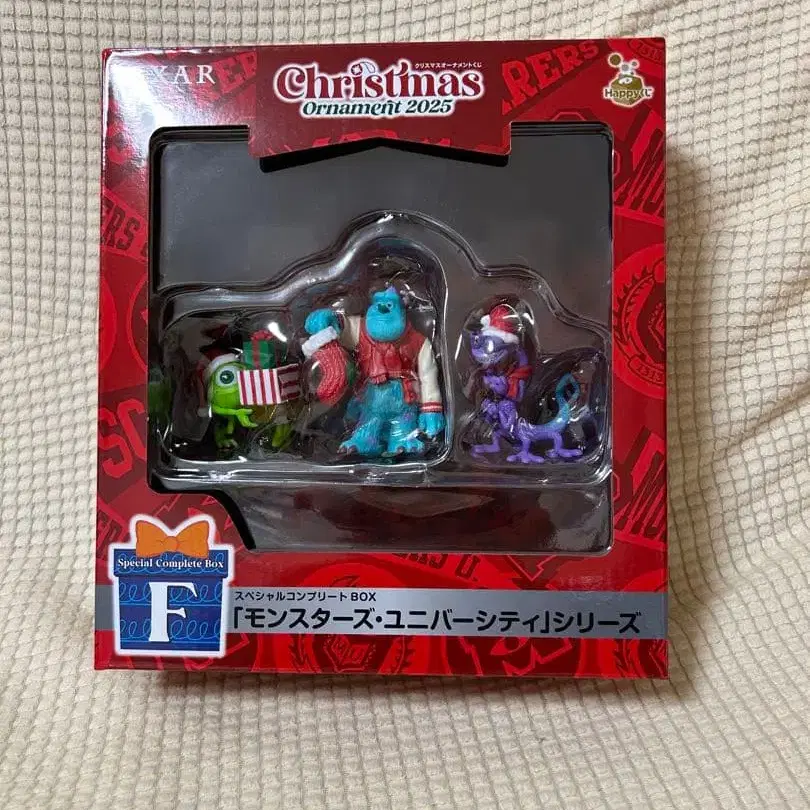 XAR
クリスマスオーナメントくじ
Christmas
Ornament 2025
Happyくじ
Special Complete Box
F
スペシャルコンプリートBOX
「モンスターズ・ユニバーシティ」シリーズ